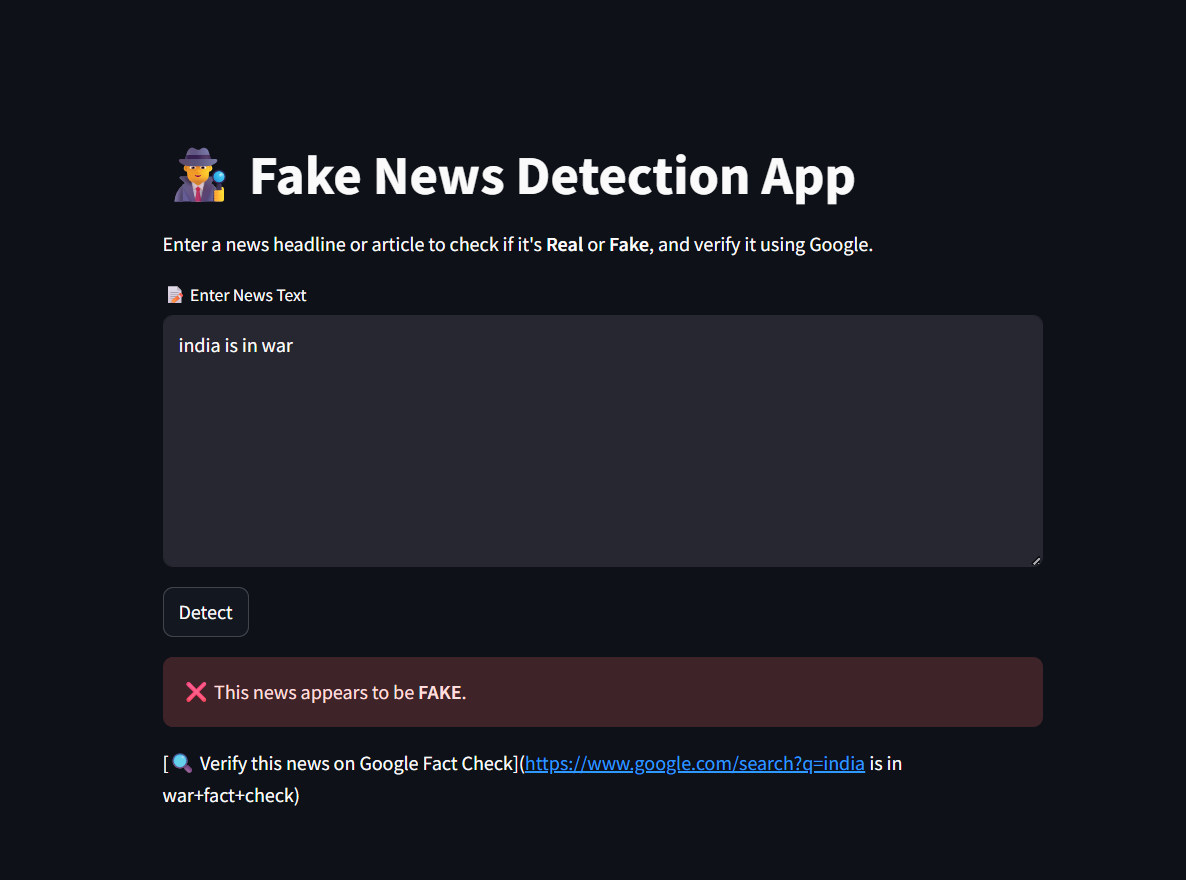 Fake News Detection App
Enter a news headline or article to check if it's Real or Fake, and verify it using Google.
Enter News Text
india is in war
Detect
This news appears to be FAKE.
[🔍 Verify this news on Google Fact Check](https://www.google.com/search?q=india is in
war+fact+check)